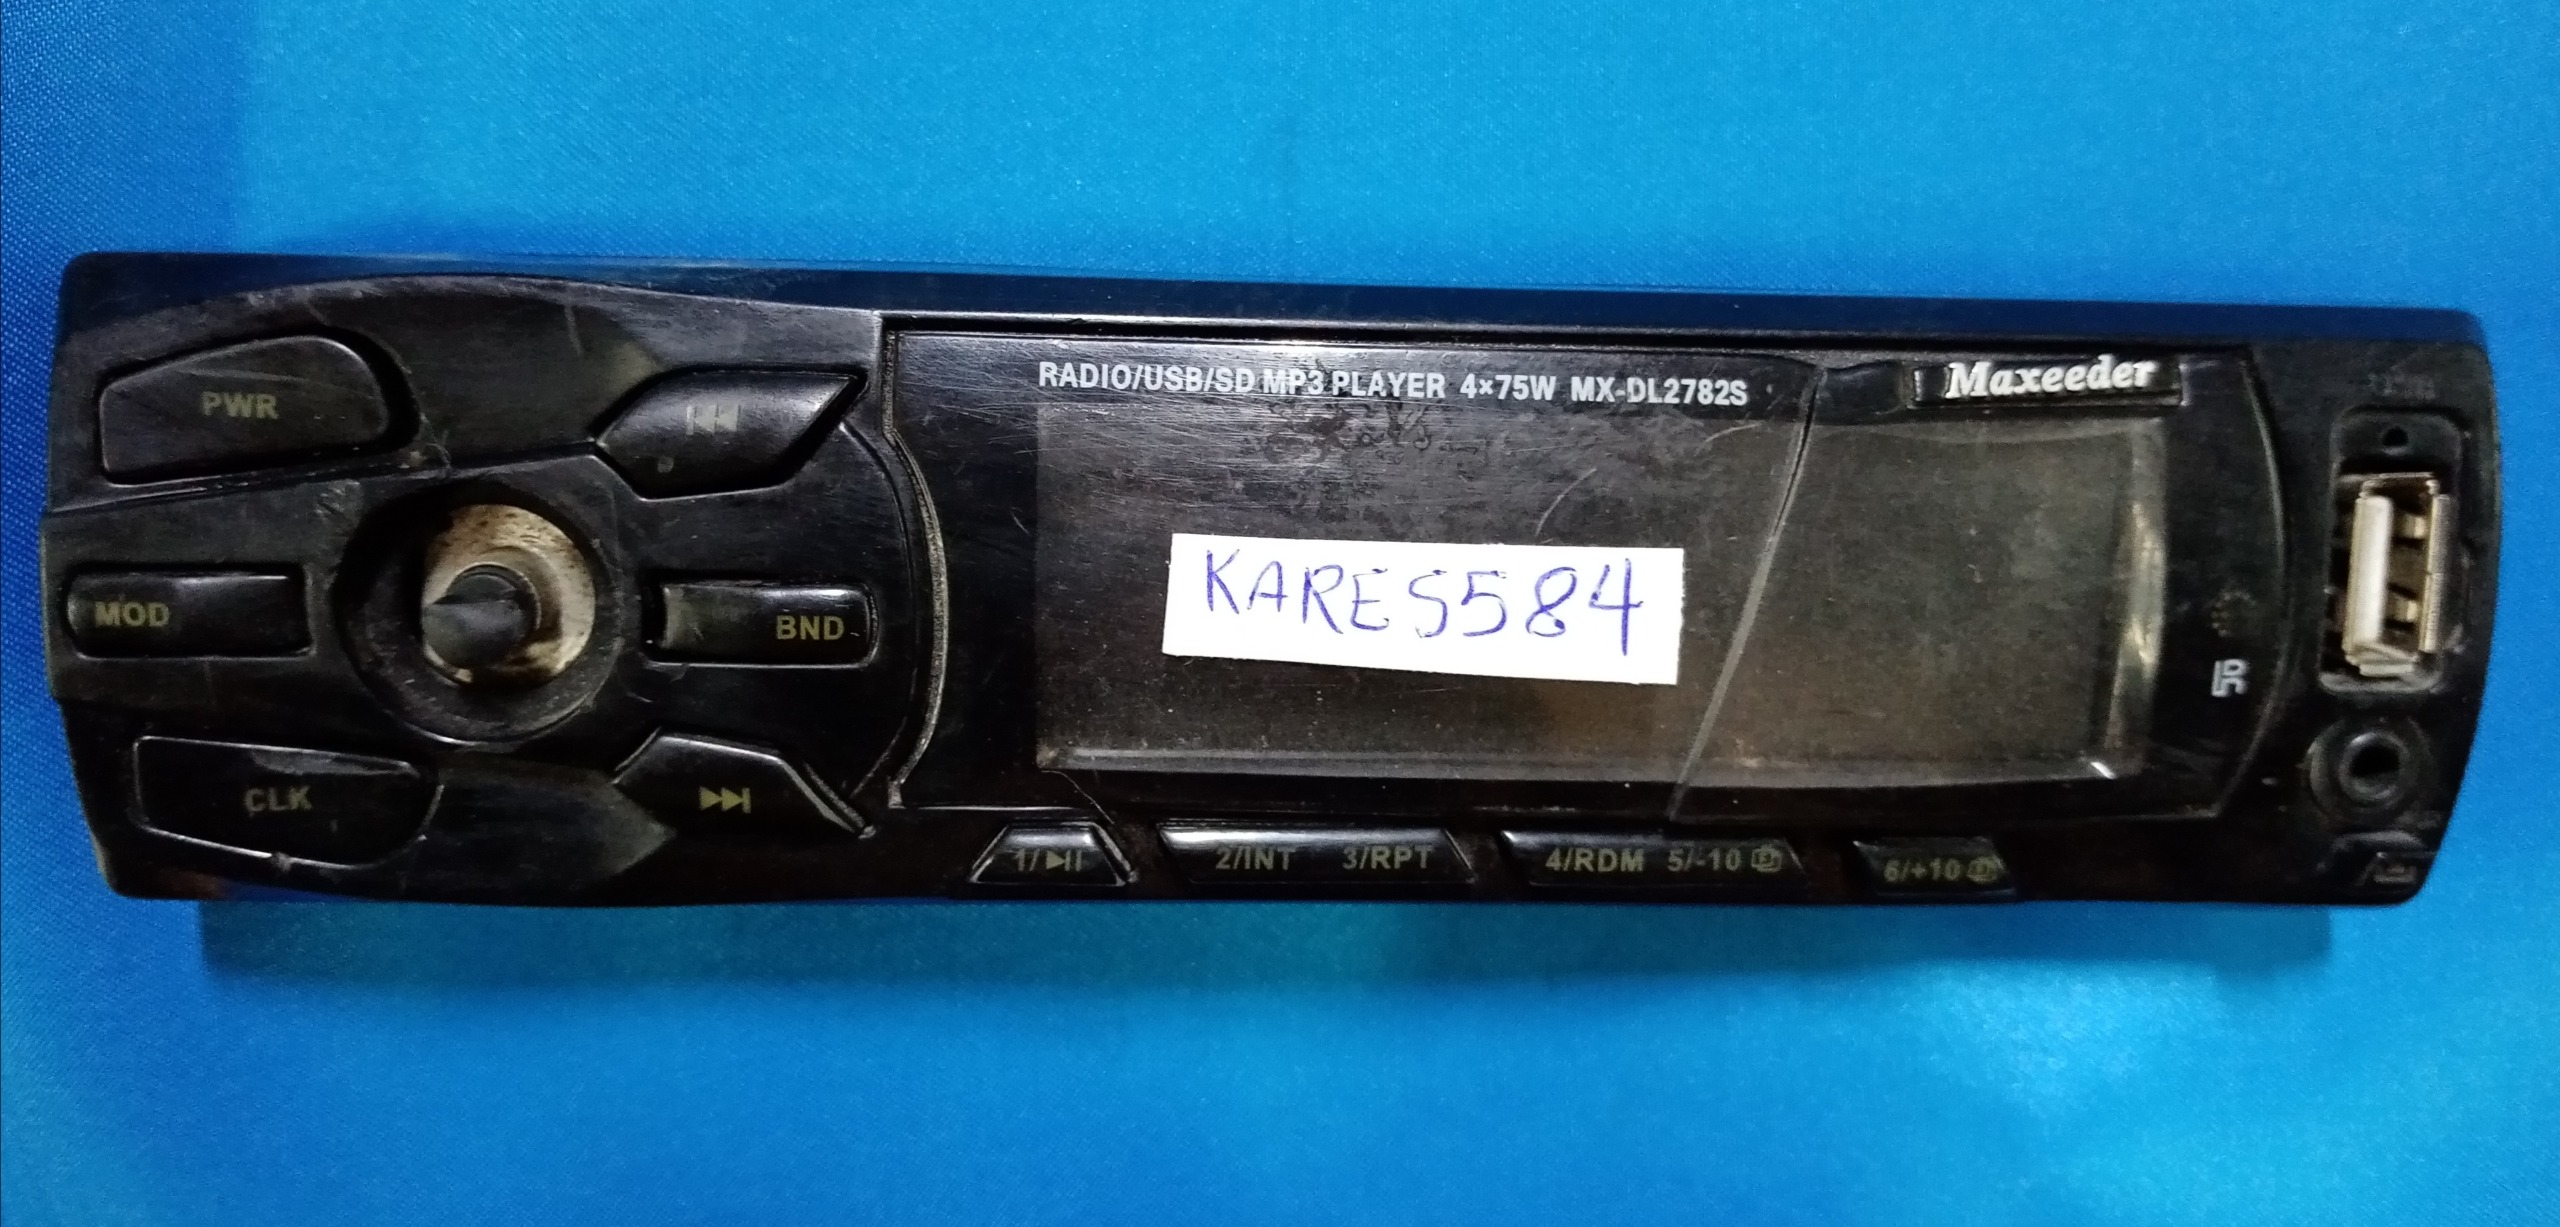 RADIO/USB/SD MP3 PLAYER 4×75W MX-DL2782S
Maxeeder
PWR
MOD
BND
CLK
KARES584
1/
2/INT 3/RPT
4/RDM 5/-10
6/+10